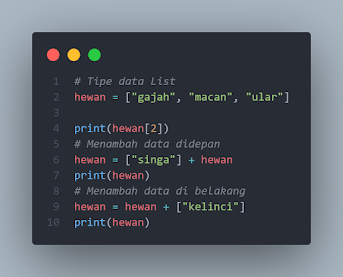 1 # Tipe data List
2 hewan = ["gajah", "macan", "ular"]
3
4 print(hewan[2])
5 # Menambah data didepan
6 hewan = ["singa"] + hewan
7 print(hewan)
8 # Menambah data di belakang
9 hewan = hewan + ["kelinci"]
10 print(hewan)